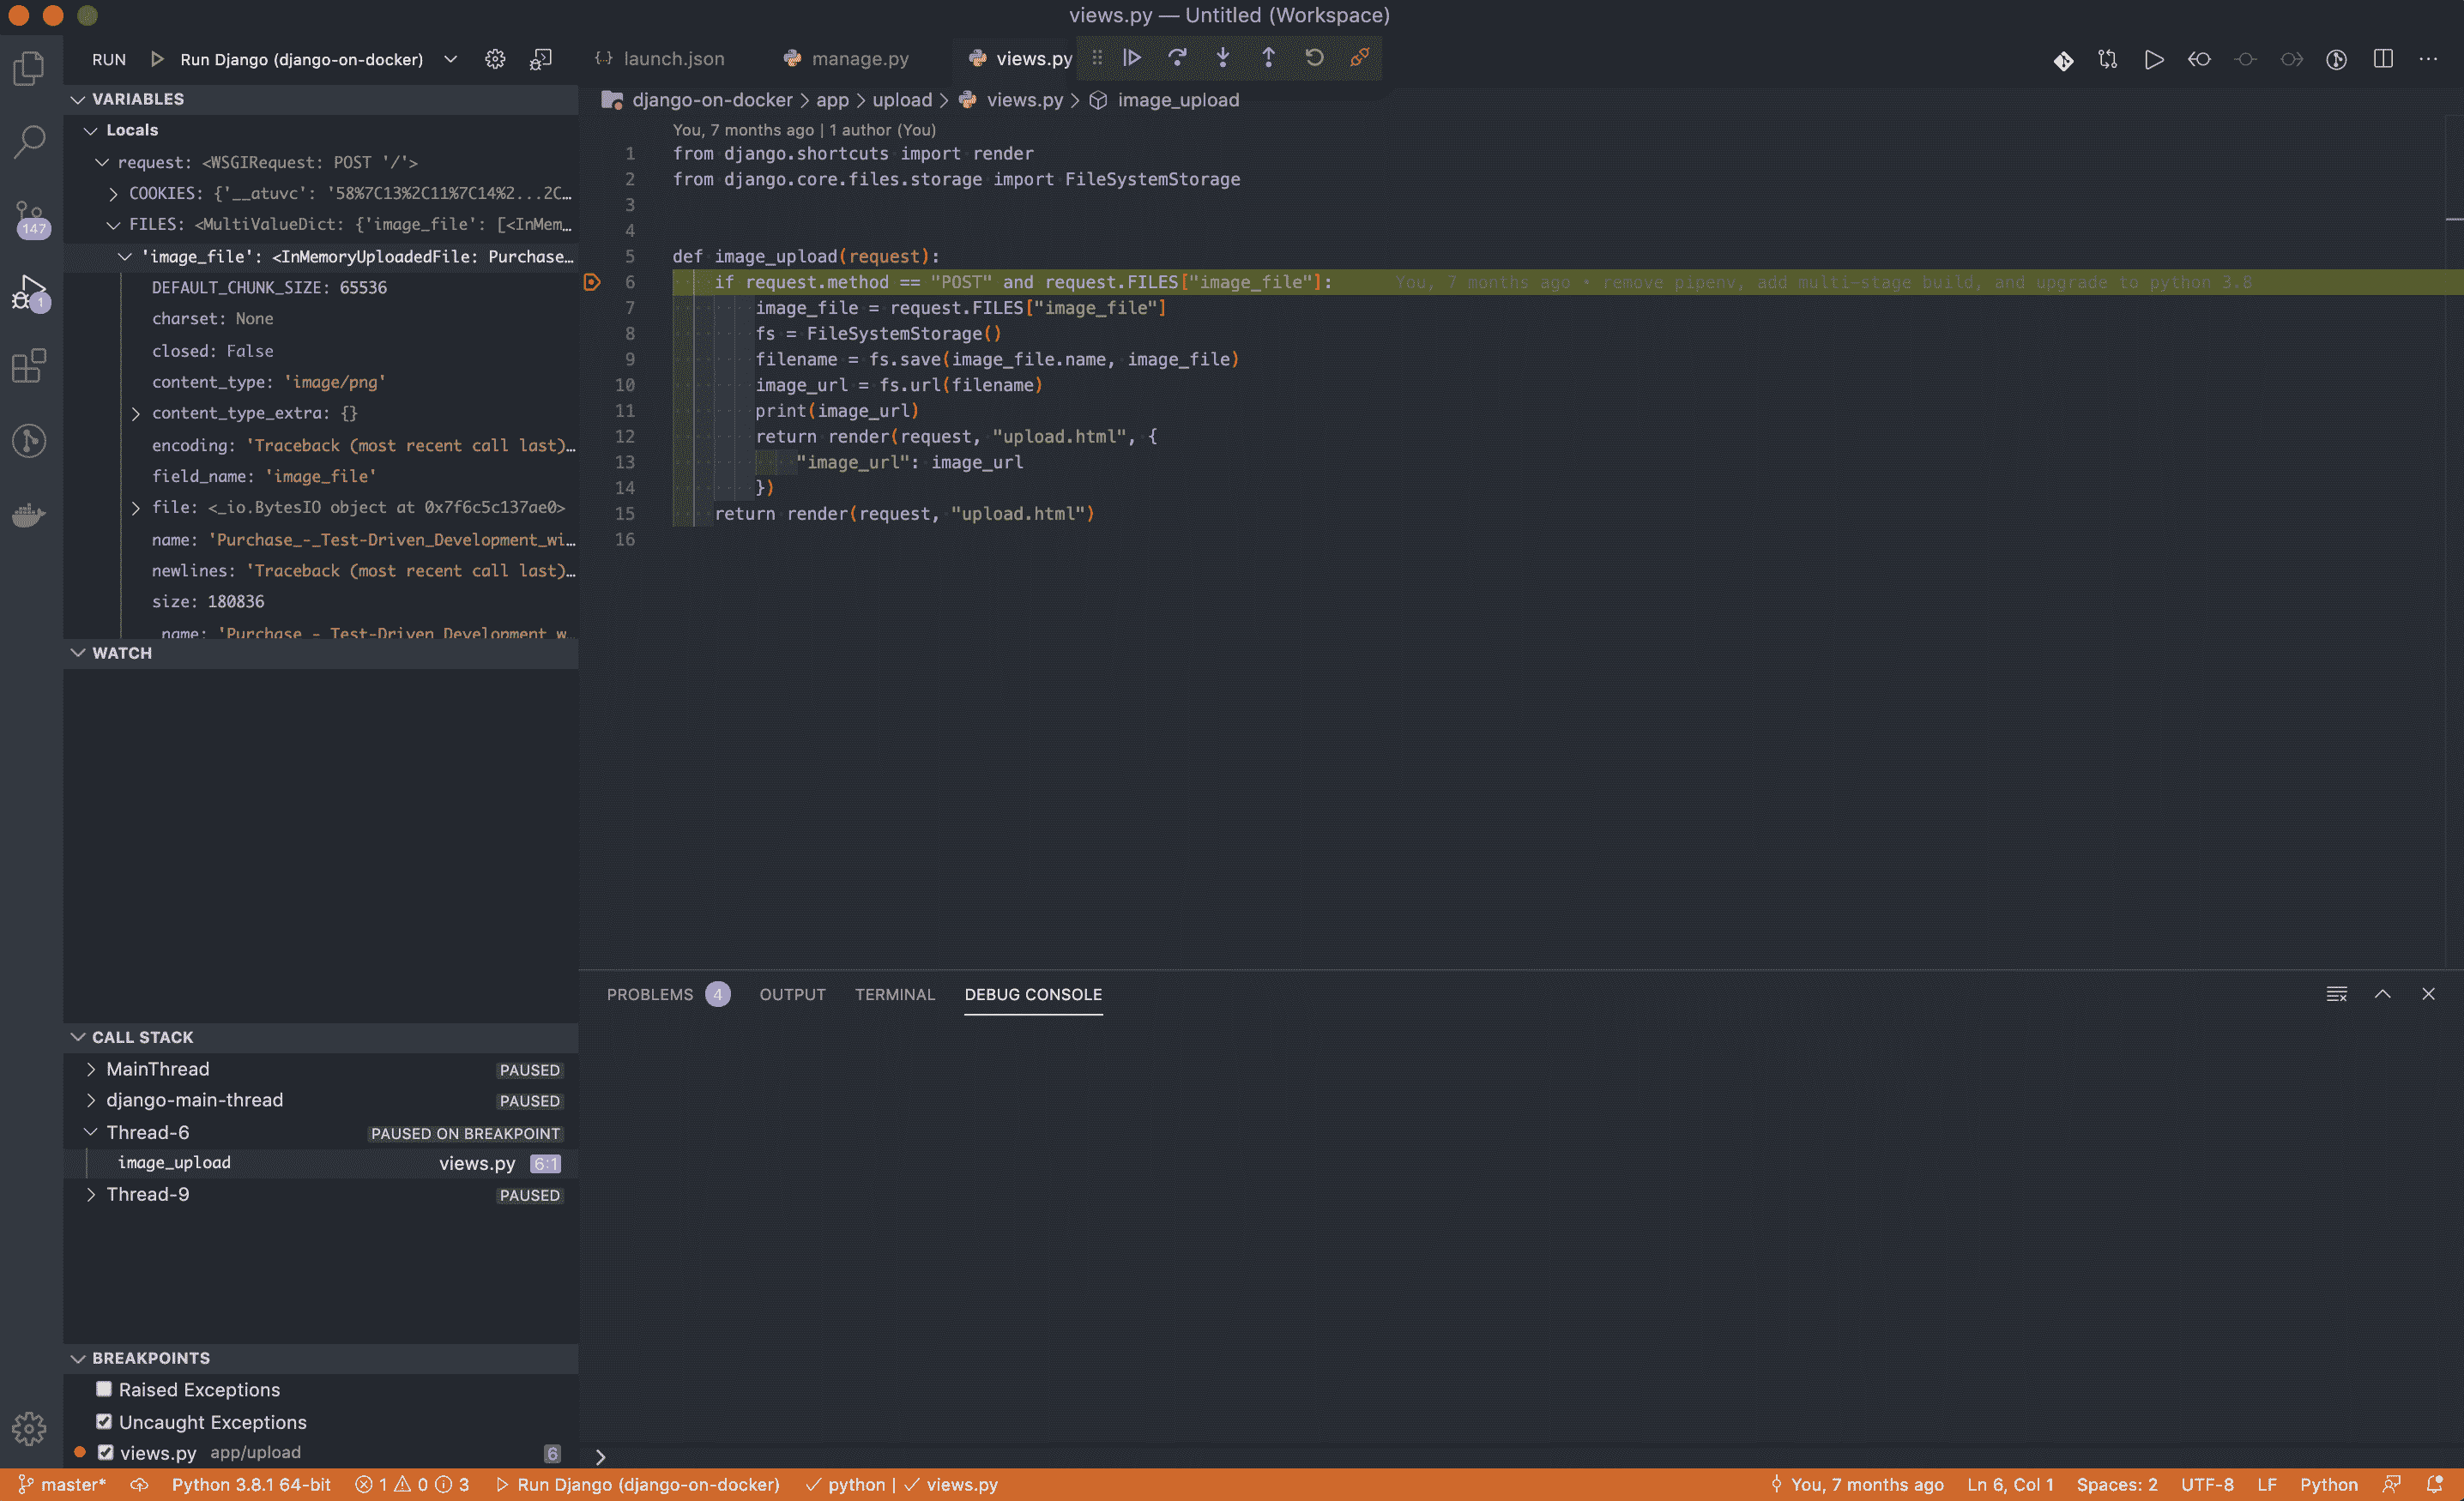 views.py — Untitled (Workspace)
RUN Run Django (django-on-docker)
VARIABLES
Locals
request: <WSGIRequest: POST '/'>
COOKIES: {'__atuvc': '58%7C13%2C11%7C14%2...2C…
FILES: <MultiValueDict: {'image_file': [<InMem…
'image_file': <InMemoryUploadedFile: Purchase…
DEFAULT_CHUNK_SIZE: 65536
charset: None
closed: False
content_type: 'image/png'
content_type_extra: {}
encoding: 'Traceback (most recent call last)…
field_name: 'image_file'
file: <_io.BytesIO object at 0x7f6c5c137ae0>
name: 'Purchase_-_Test-Driven_Development_wi…
newlines: 'Traceback (most recent call last)…
size: 180836
_name: 'Purchase_-_Test-Driven_Development_w…
WATCH
CALL STACK
MainThread PAUSED
django-main-thread PAUSED
Thread-6 PAUSED ON BREAKPOINT
image_upload views.py 6:1
Thread-9 PAUSED
BREAKPOINTS
Raised Exceptions
Uncaught Exceptions
views.py app/upload 6
147
1
{..} launch.json manage.py views.py
django-on-docker > app > upload > views.py > image_upload
You, 7 months ago | 1 author (You)
1 from django.shortcuts import render
2 from django.core.files.storage import FileSystemStorage
3
4
5 def image_upload(request):
6 if request.method == "POST" and request.FILES["image_file"]: You, 7 months ago • remove pipenv, add multi-stage build, and upgrade to python 3.8
7 image_file = request.FILES["image_file"]
8 fs = FileSystemStorage()
9 filename = fs.save(image_file.name, image_file)
10 image_url = fs.url(filename)
11 print(image_url)
12 return render(request, "upload.html", {
13 "image_url": image_url
14 })
15 return render(request, "upload.html")
16
PROBLEMS 4 OUTPUT TERMINAL DEBUG CONSOLE
master* Python 3.8.1 64-bit 1 0 3 Run Django (django-on-docker) python | views.py You, 7 months ago Ln 6, Col 1 Spaces: 2 UTF-8 LF Python